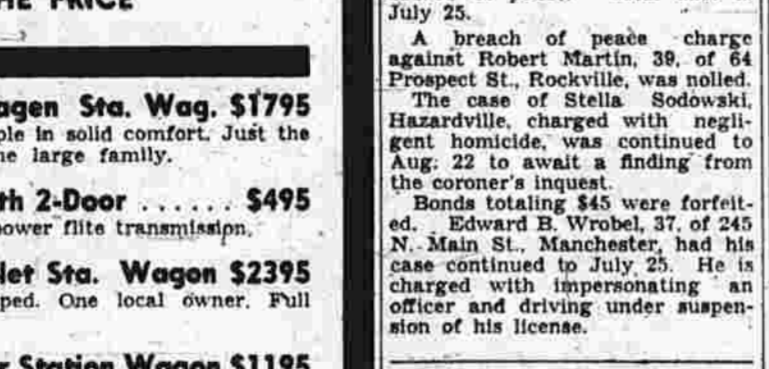 THE PRICE
agen Sta. Wag. $1795
ple in solid comfort. Just the
ne large family.
th 2-Door ...... $495
power flite transmission.
let Sta. Wagon $2395
ped. One local owner. Full
r Station Wagon $1195
July 25.
A breach of peace charge
against Robert Martin, 39, of 64
Prospect St., Rockville, was nolled.
The case of Stella Sodowski,
Hazardville, charged with negli-
gent homicide, was continued to
Aug. 22 to await a finding from
the coroner's inquest.
Bonds totaling $45 were forfeit-
ed. Edward B. Wrobel, 37, of 245
N. Main St., Manchester, had his
case continued to July 25. He is
charged with impersonating an
officer and driving under suspen-
sion of his license.